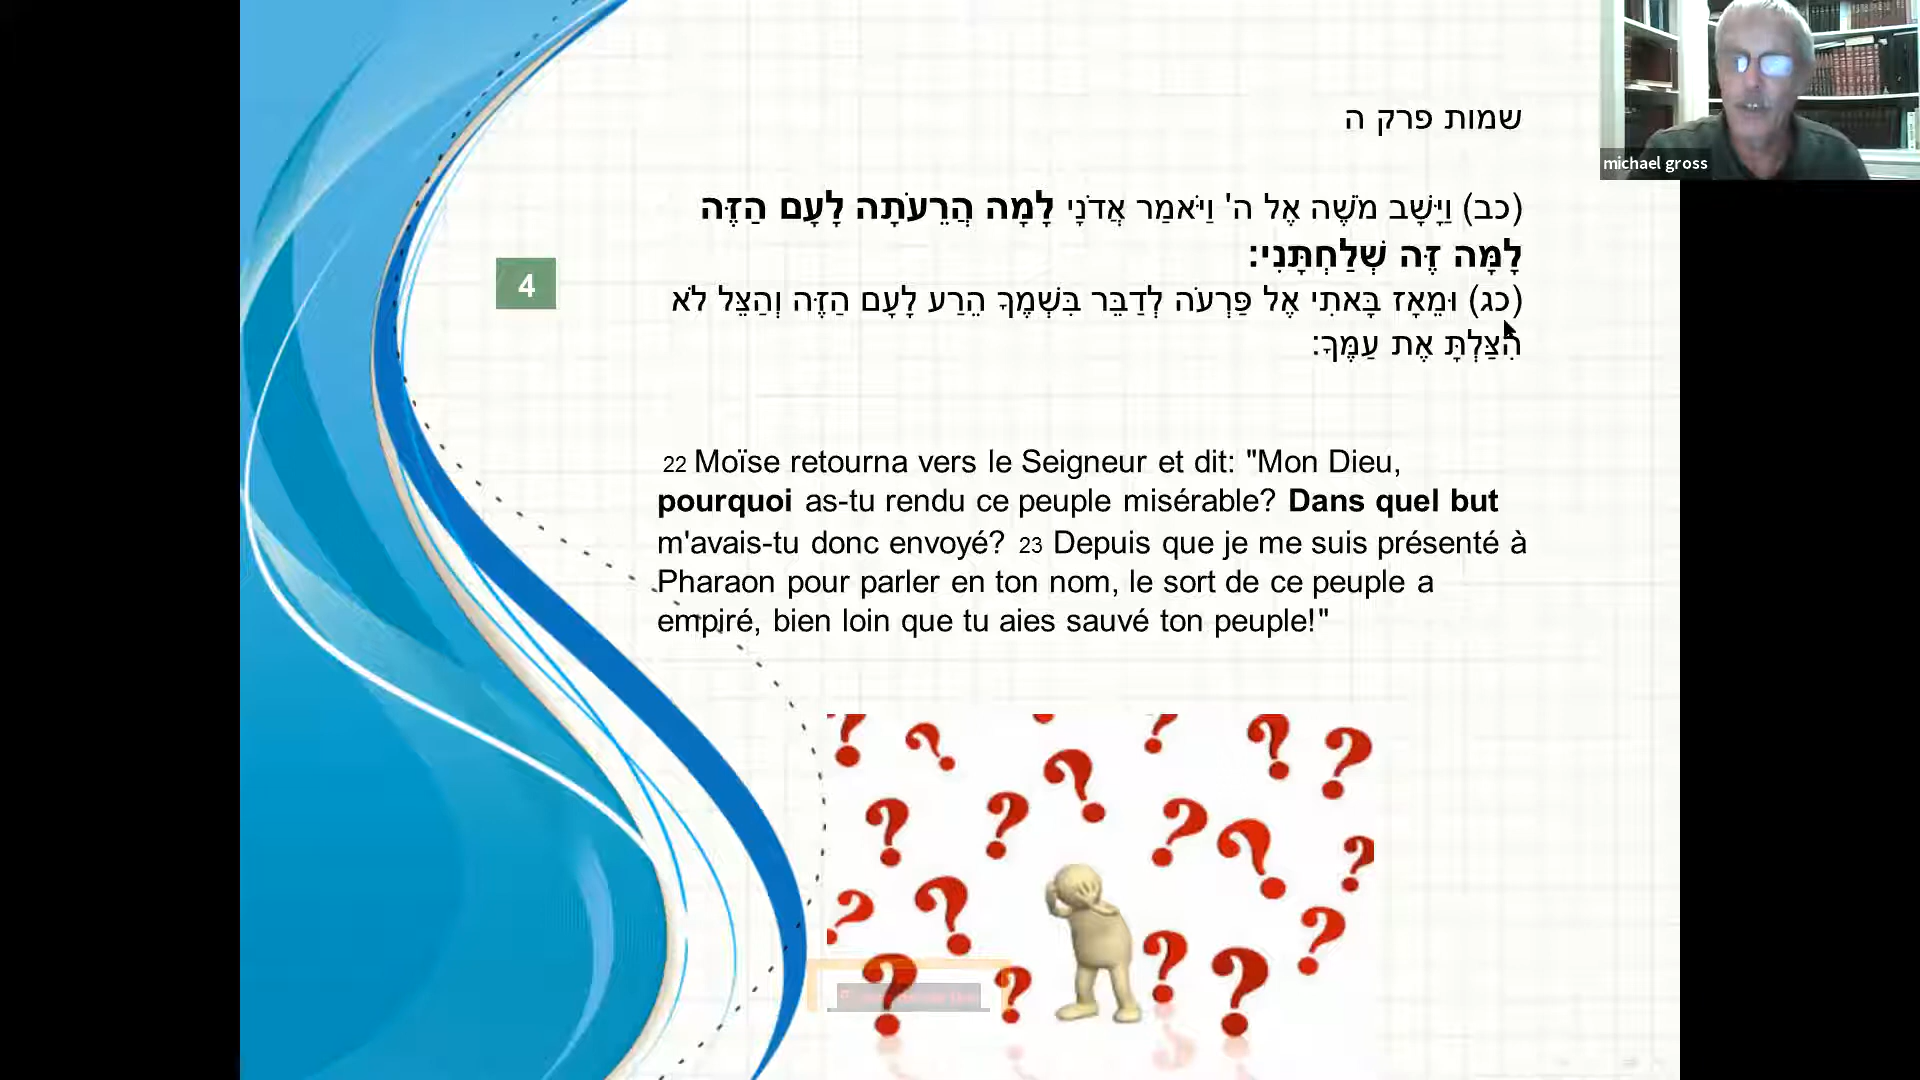 שמות פרק ה
(כב) וַיָּשָׁב מֹשֶׁה אֶל ה' וַיֹּאמַר אֲדֹנָי לָמָה הֲרֵעֹתָה לָעָם הַזֶּה
לָמָּה זֶּה שְׁלַחְתָּנִי:
(כג) וּמֵאָז בָּאתִי אֶל פַּרְעֹה לְדַבֵּר בִּשְׁמֶךָ הֵרַע לָעָם הַזֶּה וְהַצֵּל לֹא
הִצַּלְתָּ אֶת עַמֶּךָ:
4
22 Moïse retourna vers le Seigneur et dit: "Mon Dieu,
pourquoi as-tu rendu ce peuple misérable? Dans quel but
m'avais-tu donc envoyé? 23 Depuis que je me suis présenté à
Pharaon pour parler en ton nom, le sort de ce peuple a
empiré, bien loin que tu aies sauvé ton peuple!"
michael gross